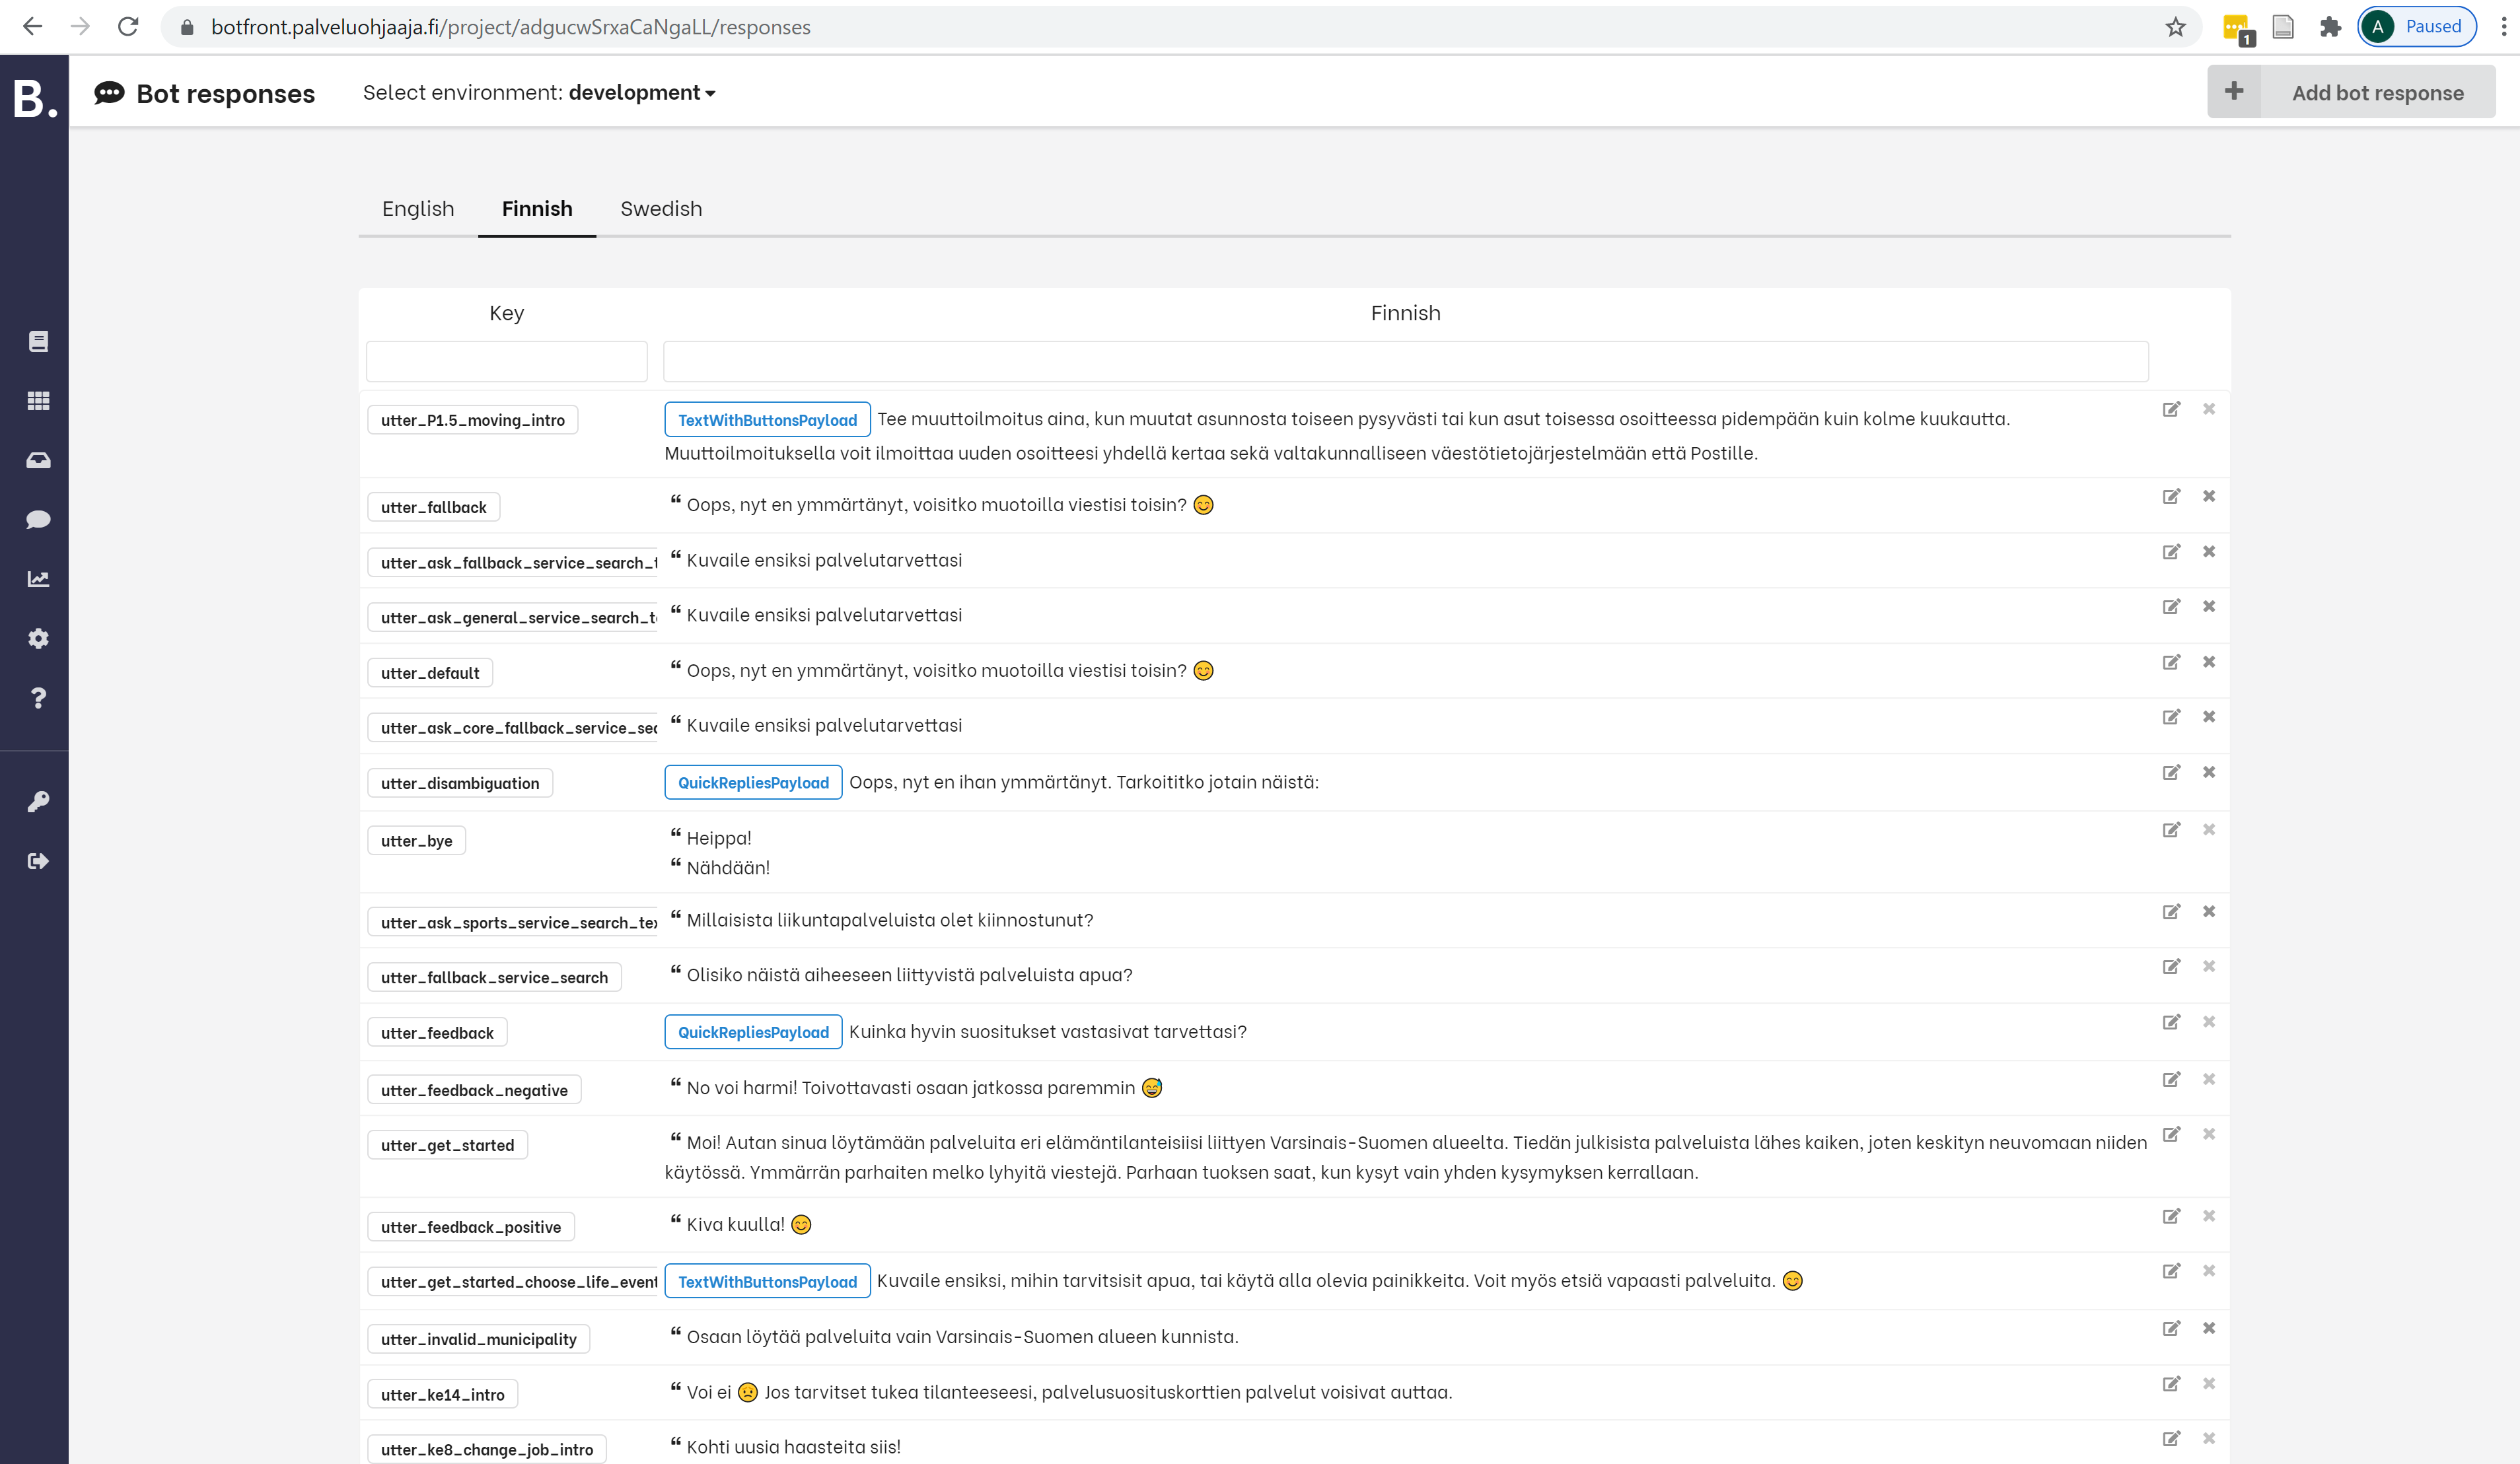 botfront.palveluohjaaja.fi/project/adgucwSrxaCaNgaLL/responses
1
A Paused
B.
Bot responses
Select environment: development
+ Add bot response
English Finnish Swedish
Key Finnish
utter_P1.5_moving_intro TextWithButtonsPayload Tee muuttoilmoitus aina, kun muutat asunnosta toiseen pysyvästi tai kun asut toisessa osoitteessa pidempään kuin kolme kuukautta.
Muuttoilmoituksella voit ilmoittaa uuden osoitteesi yhdellä kertaa sekä valtakunnalliseen väestötietojärjestelmään että Postille.
utter_fallback ❝ Oops, nyt en ymmärtänyt, voisitko muotoilla viestisi toisin? 😊
utter_ask_fallback_service_search_t ❝ Kuvaile ensiksi palvelutarvettasi
utter_ask_general_service_search_te ❝ Kuvaile ensiksi palvelutarvettasi
utter_default ❝ Oops, nyt en ymmärtänyt, voisitko muotoilla viestisi toisin? 😊
utter_ask_core_fallback_service_sea ❝ Kuvaile ensiksi palvelutarvettasi
utter_disambiguation QuickRepliesPayload Oops, nyt en ihan ymmärtänyt. Tarkoititko jotain näistä:
utter_bye ❝ Heippa!
❝ Nähdään!
utter_ask_sports_service_search_tex ❝ Millaisista liikuntapalveluista olet kiinnostunut?
utter_fallback_service_search ❝ Olisiko näistä aiheeseen liittyvistä palveluista apua?
utter_feedback QuickRepliesPayload Kuinka hyvin suositukset vastasivat tarvettasi?
utter_feedback_negative ❝ No voi harmi! Toivottavasti osaan jatkossa paremmin 😅
utter_get_started ❝ Moi! Autan sinua löytämään palveluita eri elämäntilanteisiisi liittyen Varsinais-Suomen alueelta. Tiedän julkisista palveluista lähes kaiken, joten keskityn neuvomaan niiden
käytössä. Ymmärrän parhaiten melko lyhyitä viestejä. Parhaan tuoksen saat, kun kysyt vain yhden kysymyksen kerrallaan.
utter_feedback_positive ❝ Kiva kuulla! 😊
utter_get_started_choose_life_event TextWithButtonsPayload Kuvaile ensiksi, mihin tarvitsisit apua, tai käytä alla olevia painikkeita. Voit myös etsiä vapaasti palveluita. 😊
utter_invalid_municipality ❝ Osaan löytää palveluita vain Varsinais-Suomen alueen kunnista.
utter_ke14_intro ❝ Voi ei 😟 Jos tarvitset tukea tilanteeseesi, palvelusuosituskorttien palvelut voisivat auttaa.
utter_ke8_change_job_intro ❝ Kohti uusia haasteita siis!